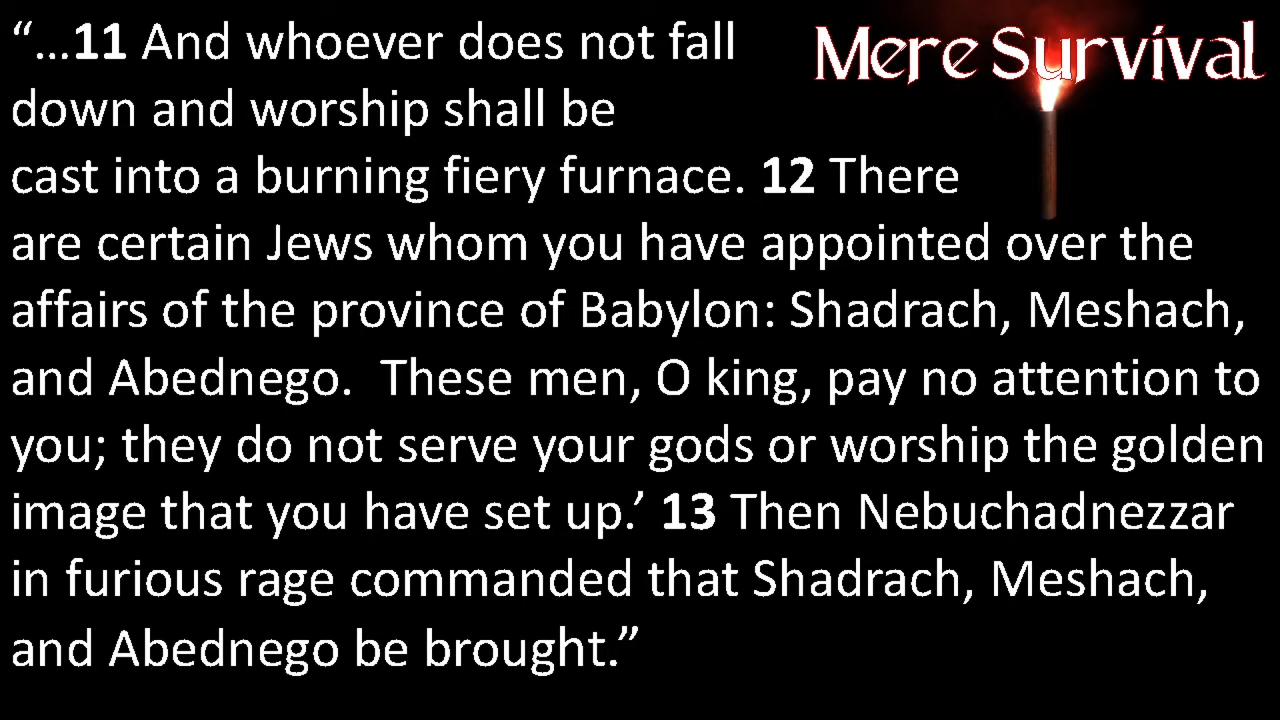 “...11 And whoever does not fall
Mere Survival
down and worship shall be
cast into a burning fiery furnace. 12 There
are certain Jews whom you have appointed over the
affairs of the province of Babylon: Shadrach, Meshach,
and Abednego.  These men, O king, pay no attention to
you; they do not serve your gods or worship the golden
image that you have set up.’ 13 Then Nebuchadnezzar
in furious rage commanded that Shadrach, Meshach,
and Abednego be brought.”